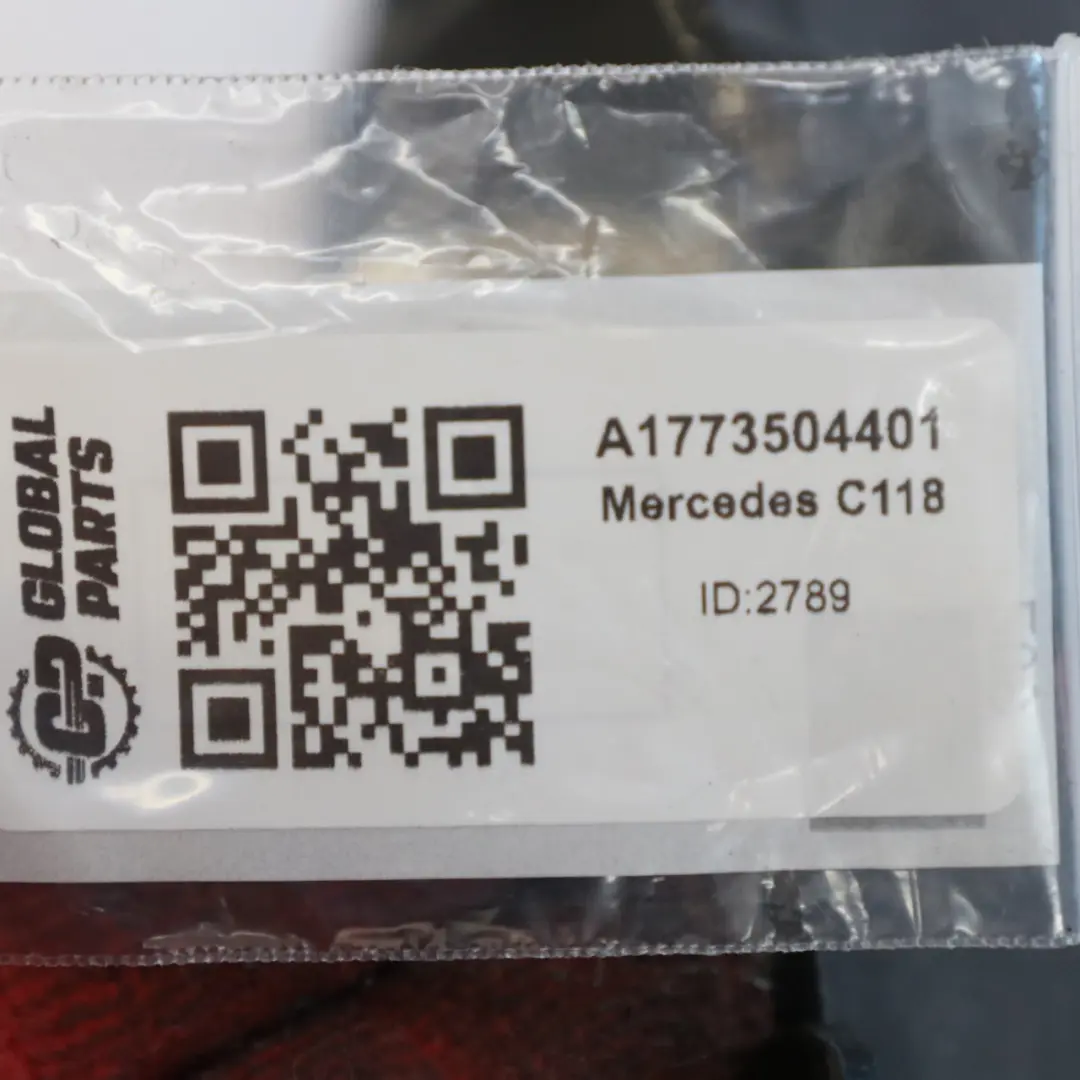 GLOBAL
PARTS
A1773504401
Mercedes C118
ID:2789